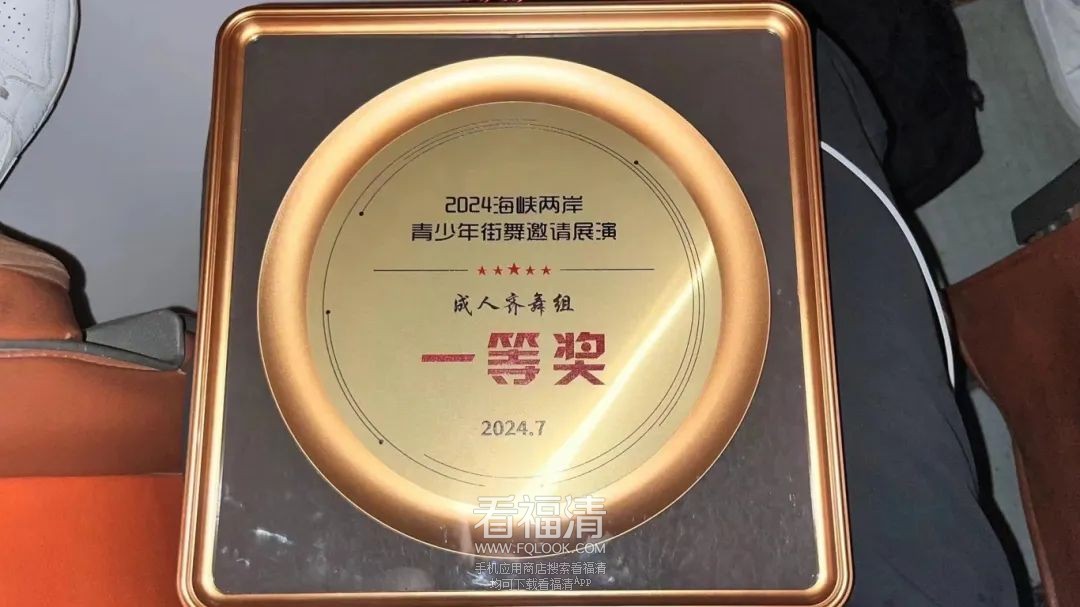 2024海峡两岸
青少年街舞邀请展演
成人齐舞组
一等奖
2024.7
看福清
WWW.FQLOOK.COM
手机应用商店搜索看福清
均可下载看福清APP